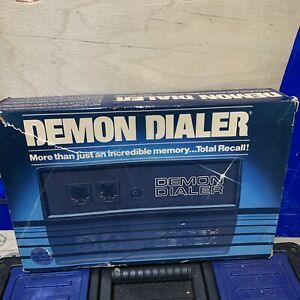 DEMON DIALER
DEMON DIALER
More than just an incredible memory...Total Recall!
DEMON
DIALER